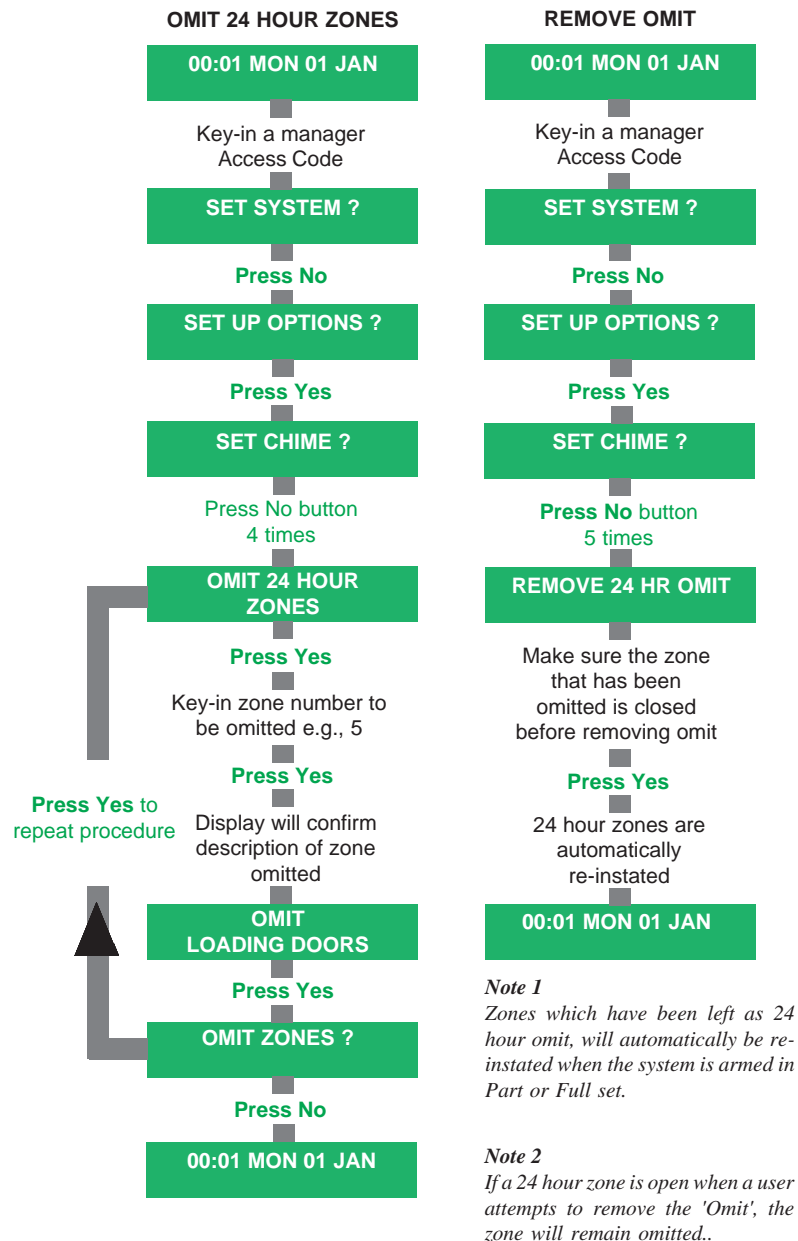 OMIT 24 HOUR ZONES
00:01 MON 01 JAN
Key-in a manager
Access Code
SET SYSTEM ?
Press No
SET UP OPTIONS ?
Press Yes
SET CHIME ?
Press No button
4 times
OMIT 24 HOUR
ZONES
Press Yes
Key-in zone number to
be omitted e.g., 5
Press Yes
Press Yes to
repeat procedure
Display will confirm
description of zone
omitted
OMIT
LOADING DOORS
Press Yes
OMIT ZONES ?
Press No
00:01 MON 01 JAN
REMOVE OMIT
00:01 MON 01 JAN
Key-in a manager
Access Code
SET SYSTEM ?
Press No
SET UP OPTIONS ?
Press Yes
SET CHIME ?
Press No button
5 times
REMOVE 24 HR OMIT
Make sure the zone
that has been
omitted is closed
before removing omit
Press Yes
24 hour zones are
automatically
re-instated
00:01 MON 01 JAN
Note 1
Zones which have been left as 24
hour omit, will automatically be re-
instated when the system is armed in
Part or Full set.
Note 2
If a 24 hour zone is open when a user
attempts to remove the 'Omit', the
zone will remain omitted..